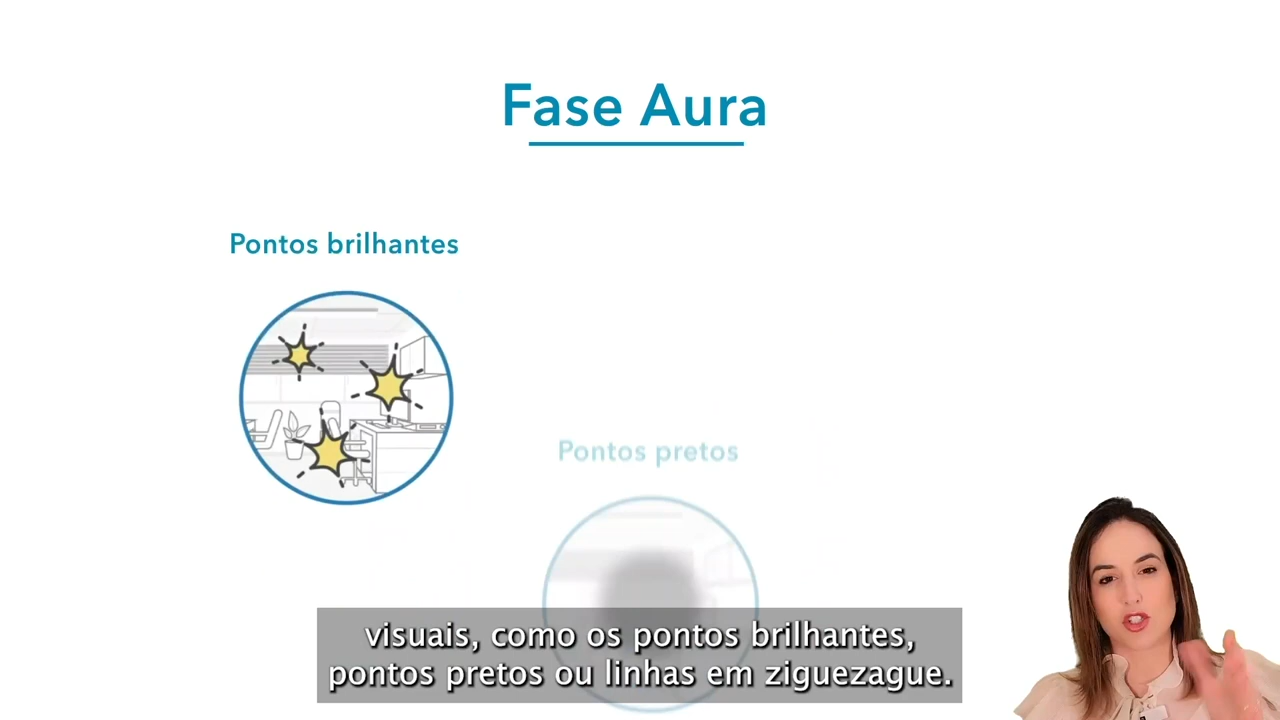 Fase Aura
Pontos brilhantes
Pontos pretos
visuais, como os pontos brilhantes,
pontos pretos ou linhas em ziguezague.